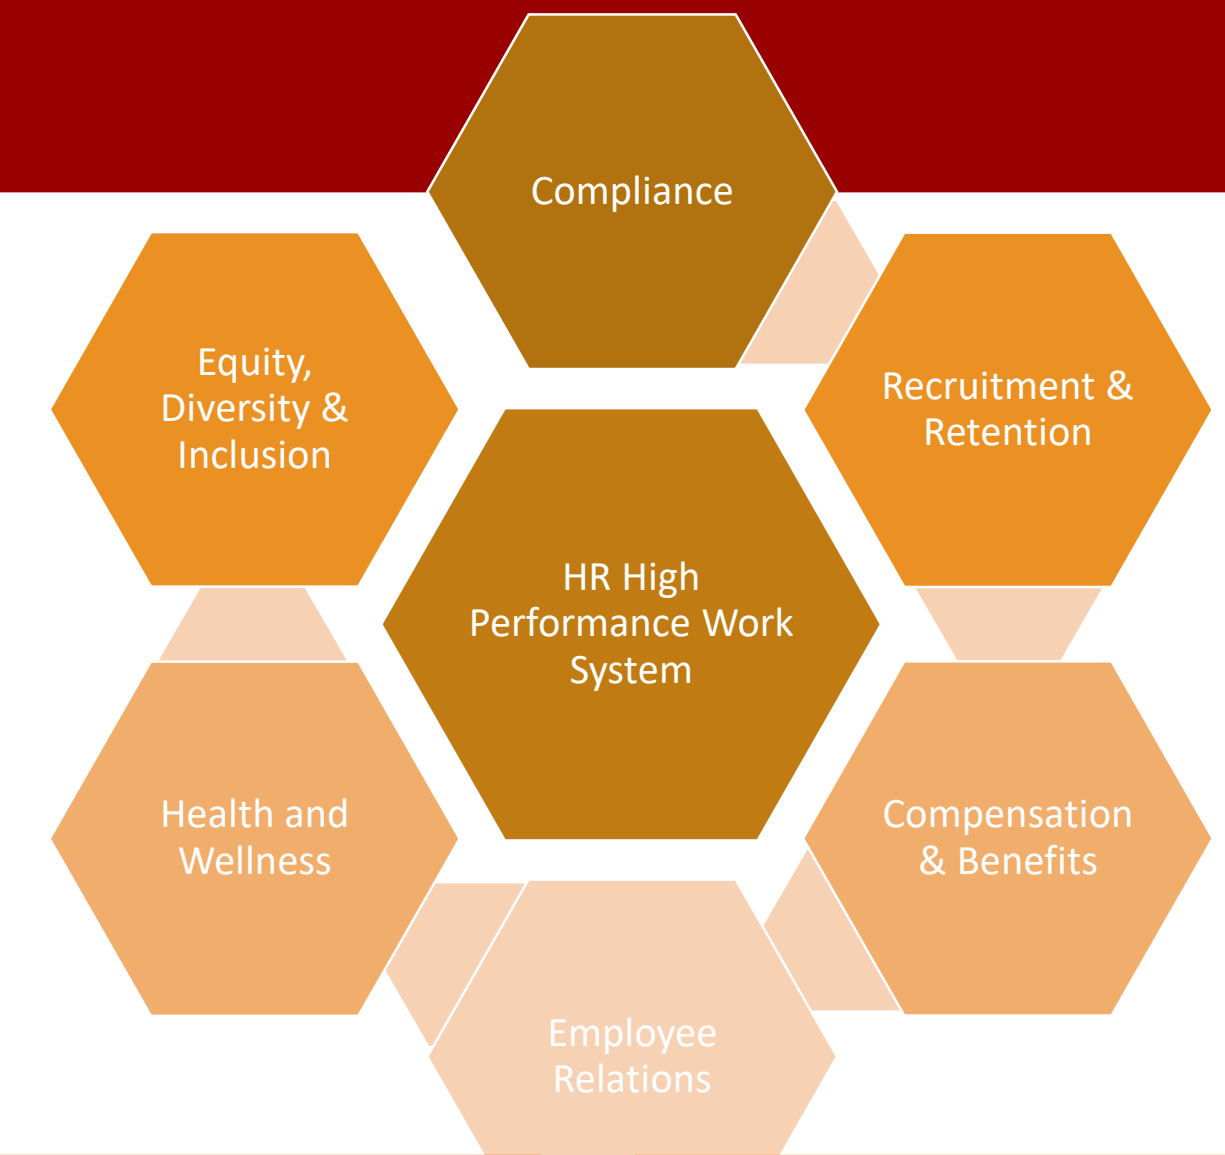 Compliance
Equity,
Diversity &
Inclusion
Recruitment &
Retention
HR High
Performance Work
System
Health and
Wellness
Compensation
& Benefits
Employee
Relations